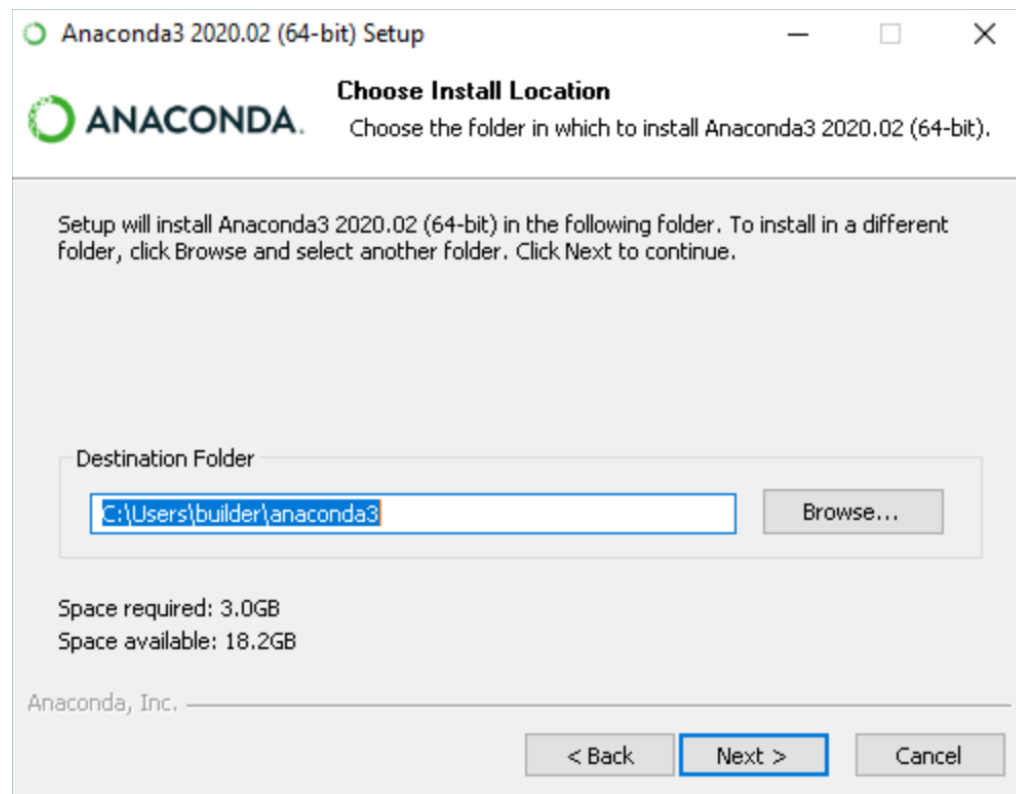 Anaconda3 2020.02 (64-bit) Setup
ANACONDA.
Choose Install Location
Choose the folder in which to install Anaconda3 2020.02 (64-bit).
Setup will install Anaconda3 2020.02 (64-bit) in the following folder. To install in a different
folder, click Browse and select another folder. Click Next to continue.
Destination Folder
C:\Users\builder\anaconda3
Browse...
Space required: 3.0GB
Space available: 18.2GB
Anaconda, Inc.
< Back
Next >
Cancel